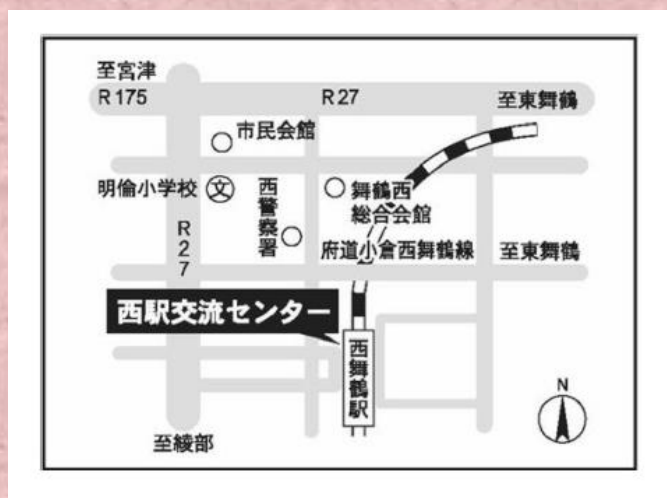 至宮津
R175
R27
至東舞鶴
市民会館
明倫小学校
文
西警察署
舞鶴西
総合会館
R27
府道小倉西舞鶴線
至東舞鶴
西駅交流センター
西舞鶴駅
至綾部
N